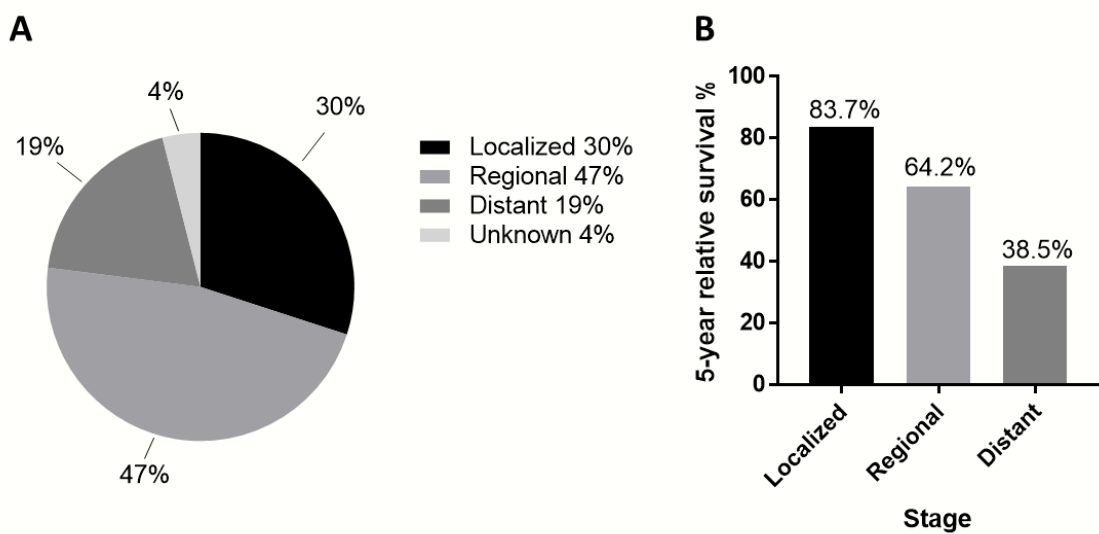 A
4%
30%
19%
47%
Localized 30%
Regional 47%
Distant 19%
Unknown 4%
B
5-year relative survival %
100
80
60
40
20
0
83.7%
64.2%
38.5%
Localized
Regional
Distant
Stage